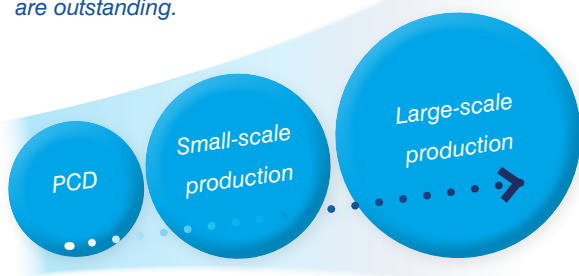 are outstanding.
PCD
Small-scale
production
Large-scale
production